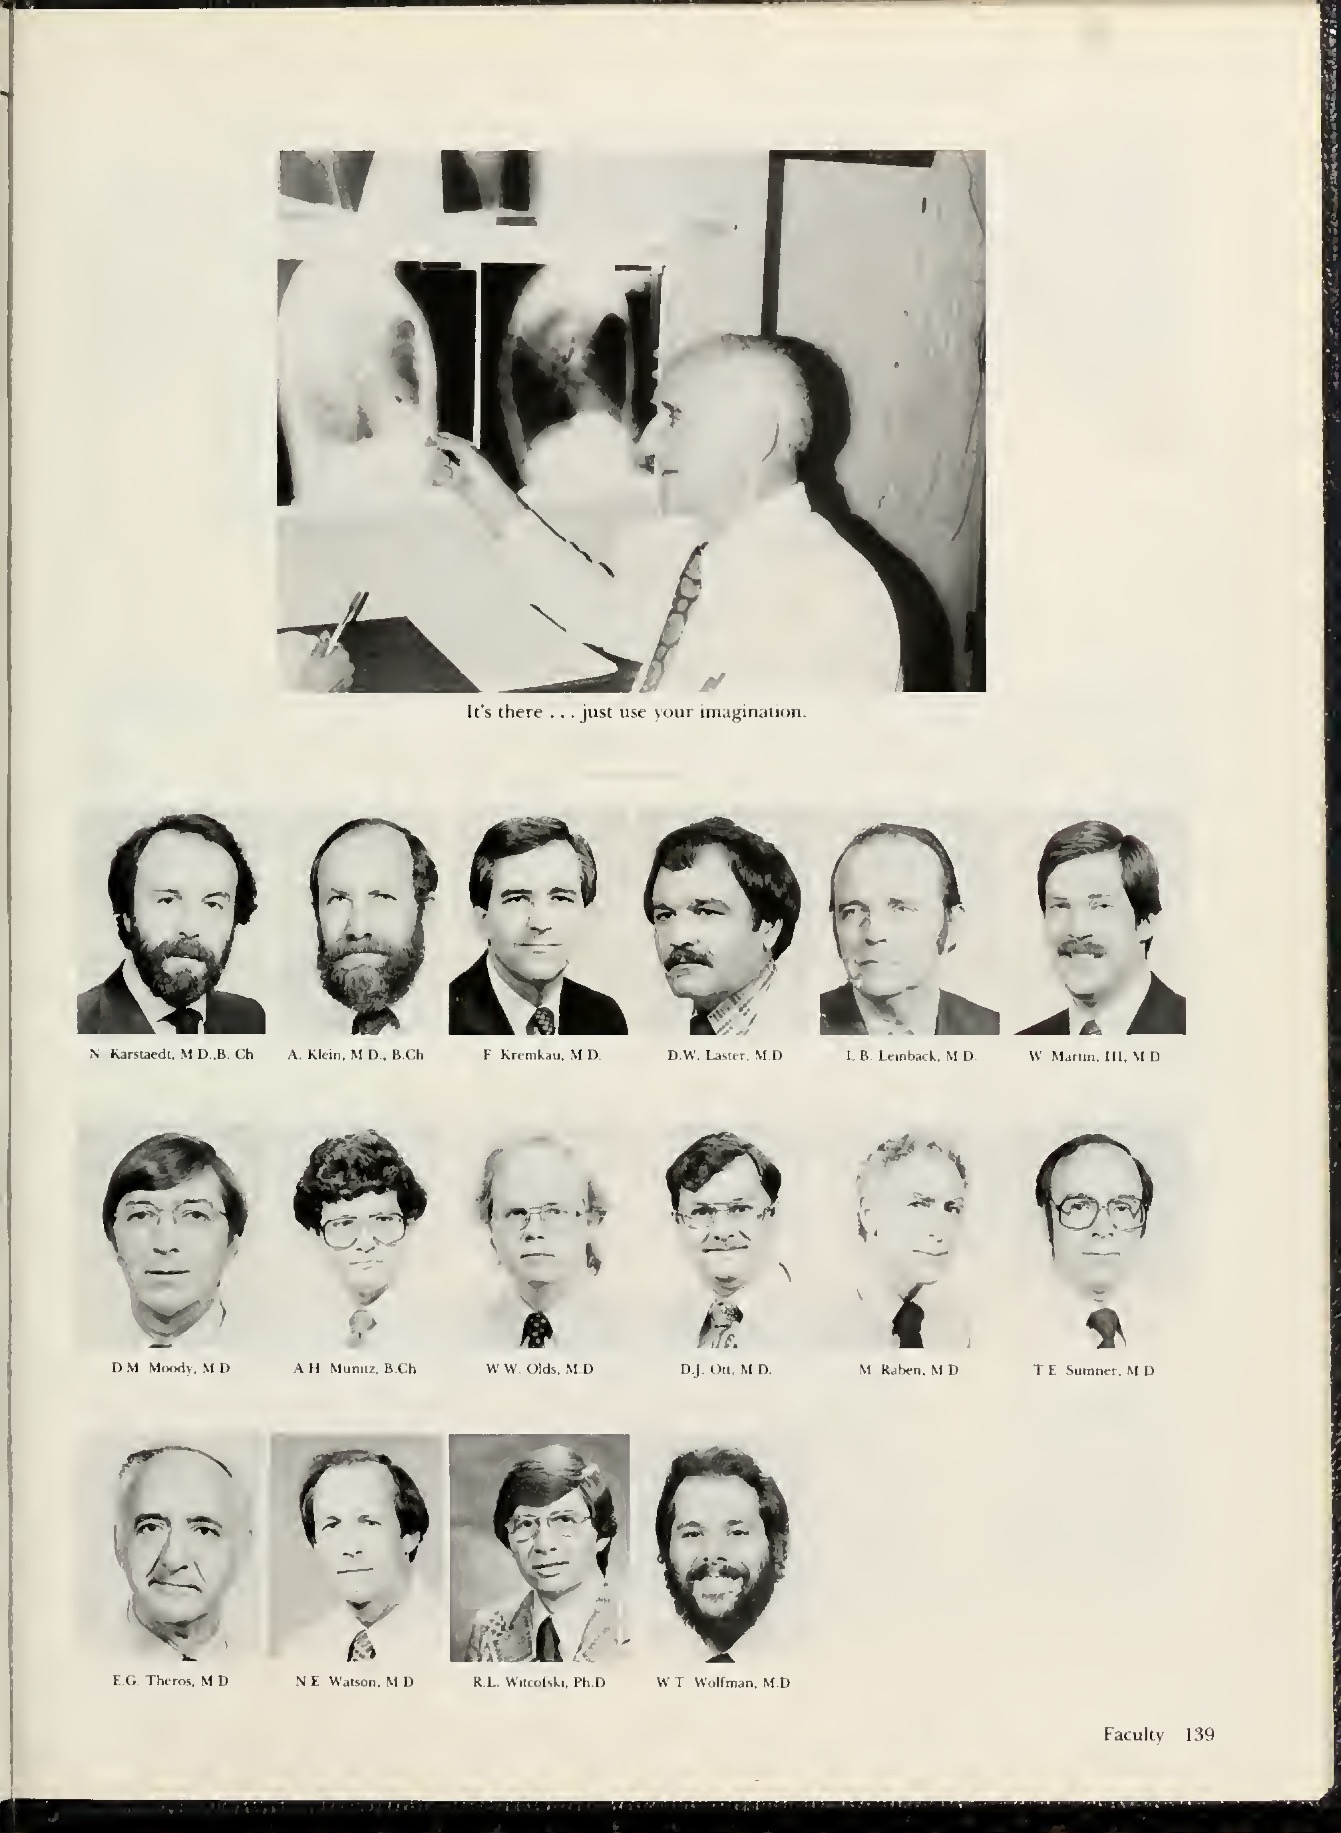 It's there . . . just use your imagination.
N Karstaedt, M D.,B. Ch
A. Klein, M D., B.Ch
F Kremkau, M D.
D.W. Laster, M.D
I. B. Leinback, M D.
W Martin, III, M D
D M Moody, M D
A H Munitz, B.Ch
W W. Olds, M.D
D.J. Ott, M D.
M Raben, M D
T E Sumner, M D
E.G. Theros, M D
N E Watson, M D
R.L. Witcofski, Ph.D
W T Wolfman, M.D
Faculty 139